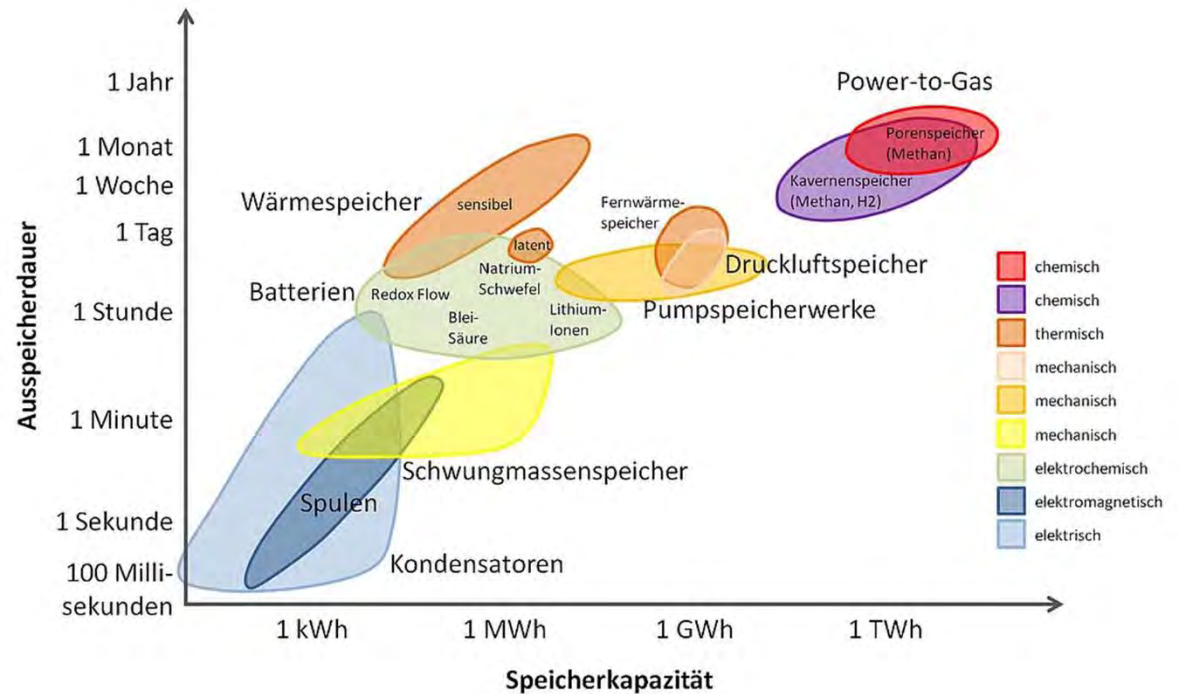 1 Jahr
1 Monat
1 Woche
1 Tag
1 Stunde
1 Minute
1 Sekunde
100 Milli-
sekunden
Ausspeicherdauer
Power-to-Gas
Porenspeicher
(Methan)
Kavernenspeicher
(Methan, H2)
Wärmespeicher
sensibel
latent
Fernwärme-
speicher
Druckluftspeicher
Pumpspeicherwerke
Batterien
Redox Flow
Natrium-
Schwefel
Blei-
Säure
Lithium-
Ionen
Schwungmassenspeicher
Spulen
Kondensatoren
chemisch
chemisch
thermisch
mechanisch
mechanisch
mechanisch
elektrochemisch
elektromagnetisch
elektrisch
1 kWh
1 MWh
1 GWh
1 TWh
Speicherkapazität